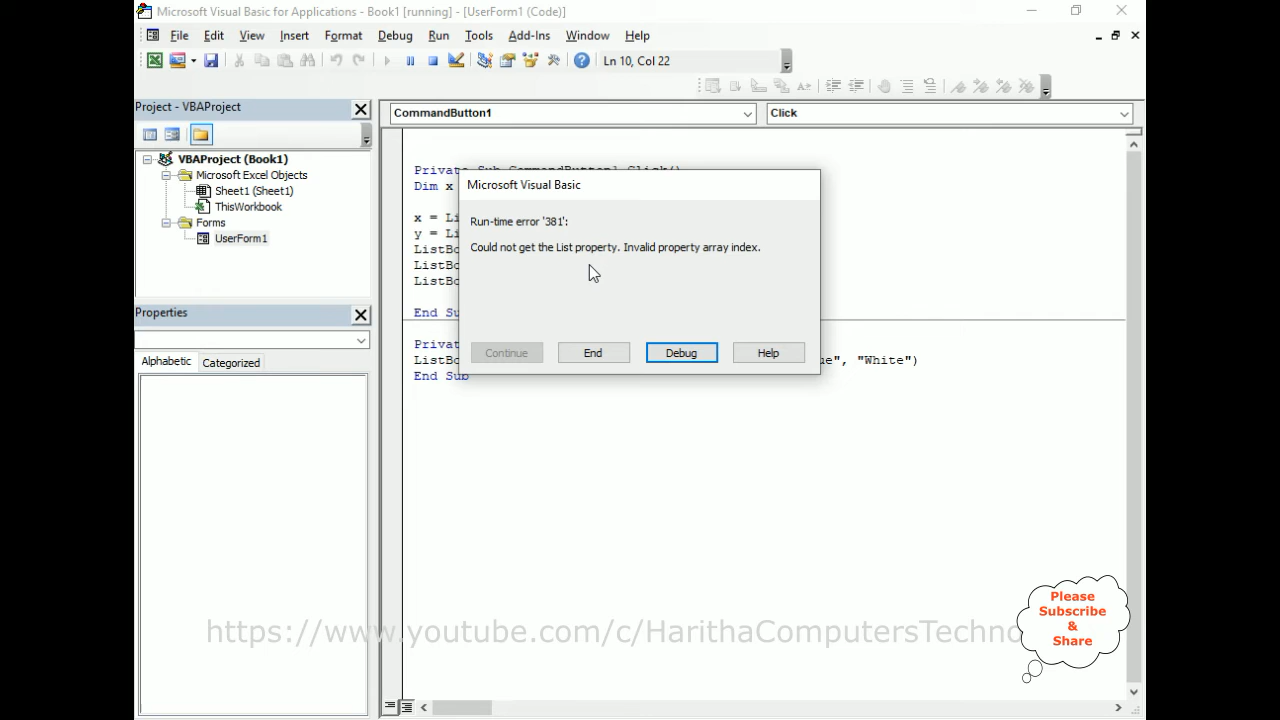 Microsoft Visual Basic for Applications - Book1 [running] - [UserForm1 (Code)]
File Edit View Insert Format Debug Run Tools Add-Ins Window Help
Ln 10, Col 22
Project - VBAProject
CommandButton1
Click
VBAProject (Book1)
Microsoft Excel Objects
Sheet1 (Sheet1)
ThisWorkbook
Forms
UserForm1
Properties
Alphabetic Categorized
Private Sub CommandButton1_Click()
Dim x
x = Li
y = Li
ListBo
ListBo
ListBo
End Su
Privat
ListBo ue", "White")
End Sub
Microsoft Visual Basic
Run-time error '381':
Could not get the List property. Invalid property array index.
Continue End Debug Help
https://www.youtube.com/c/HarithaComputersTechno
Please
Subscribe
&
Share